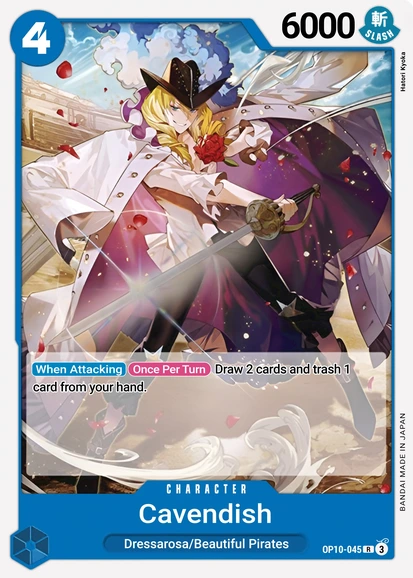 4
6000
斬
SLASH
Hatori Kyoka
When Attacking Once Per Turn Draw 2 cards and trash 1
card from your hand.
BANDAI MADE IN JAPAN
CHARACTER
Cavendish
Dressarosa/Beautiful Pirates
OP10-045 R 3